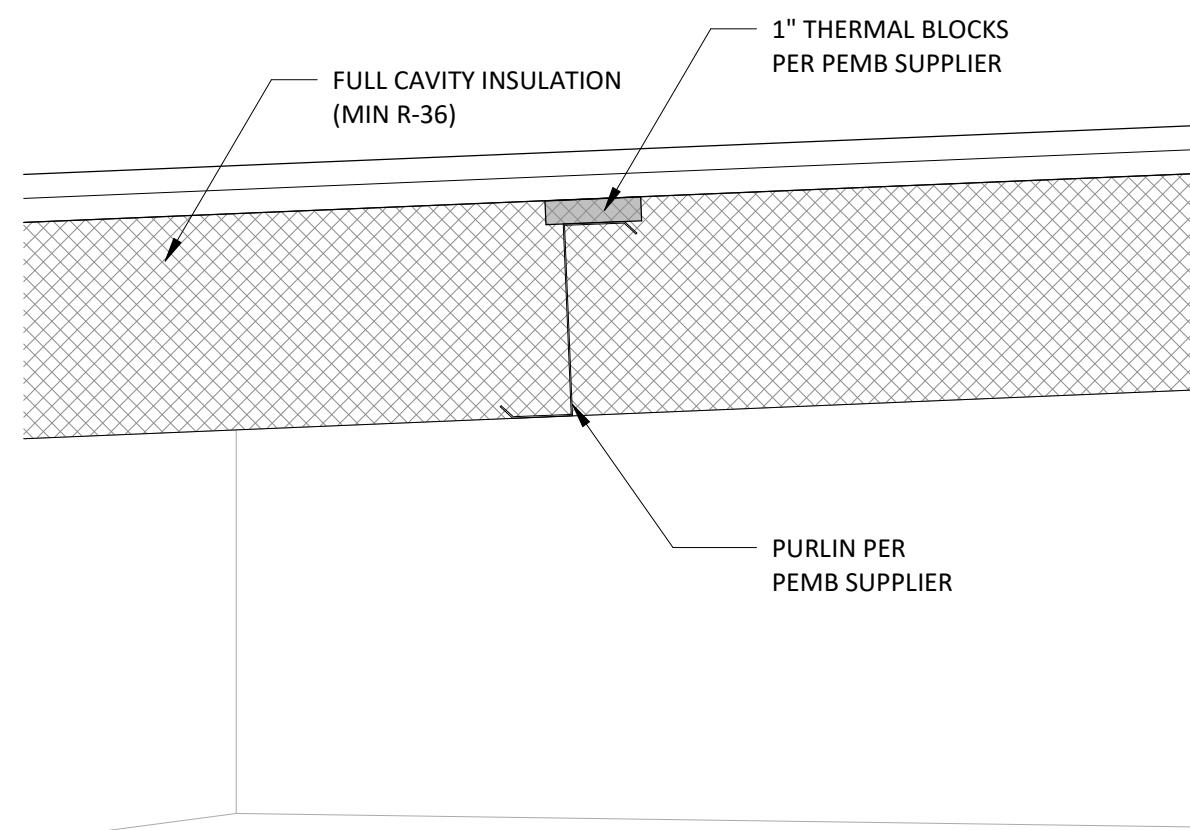 1" THERMAL BLOCKS
PER PEMB SUPPLIER
FULL CAVITY INSULATION
(MIN R-36)
PURLIN PER
PEMB SUPPLIER